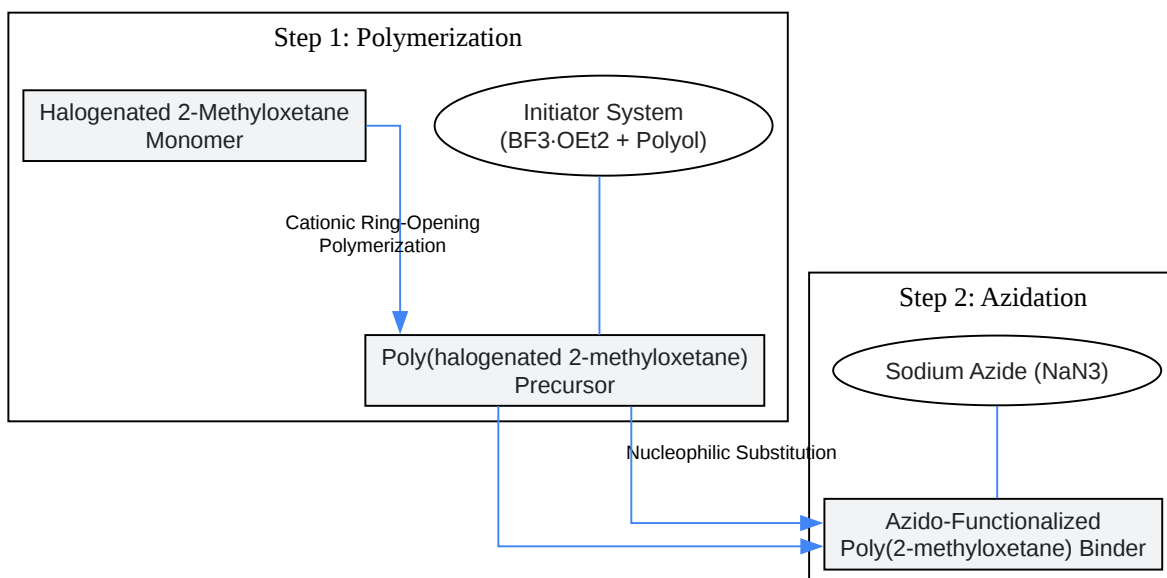 Step 1: Polymerization
Halogenated 2-Methyloxetane
Monomer
Initiator System
(BF3·OEt2 + Polyol)
Cationic Ring-Opening
Polymerization
Poly(halogenated 2-methyloxetane)
Precursor
Step 2: Azidation
Sodium Azide (NaN3)
Nucleophilic Substitution
Azido-Functionalized
Poly(2-methyloxetane) Binder